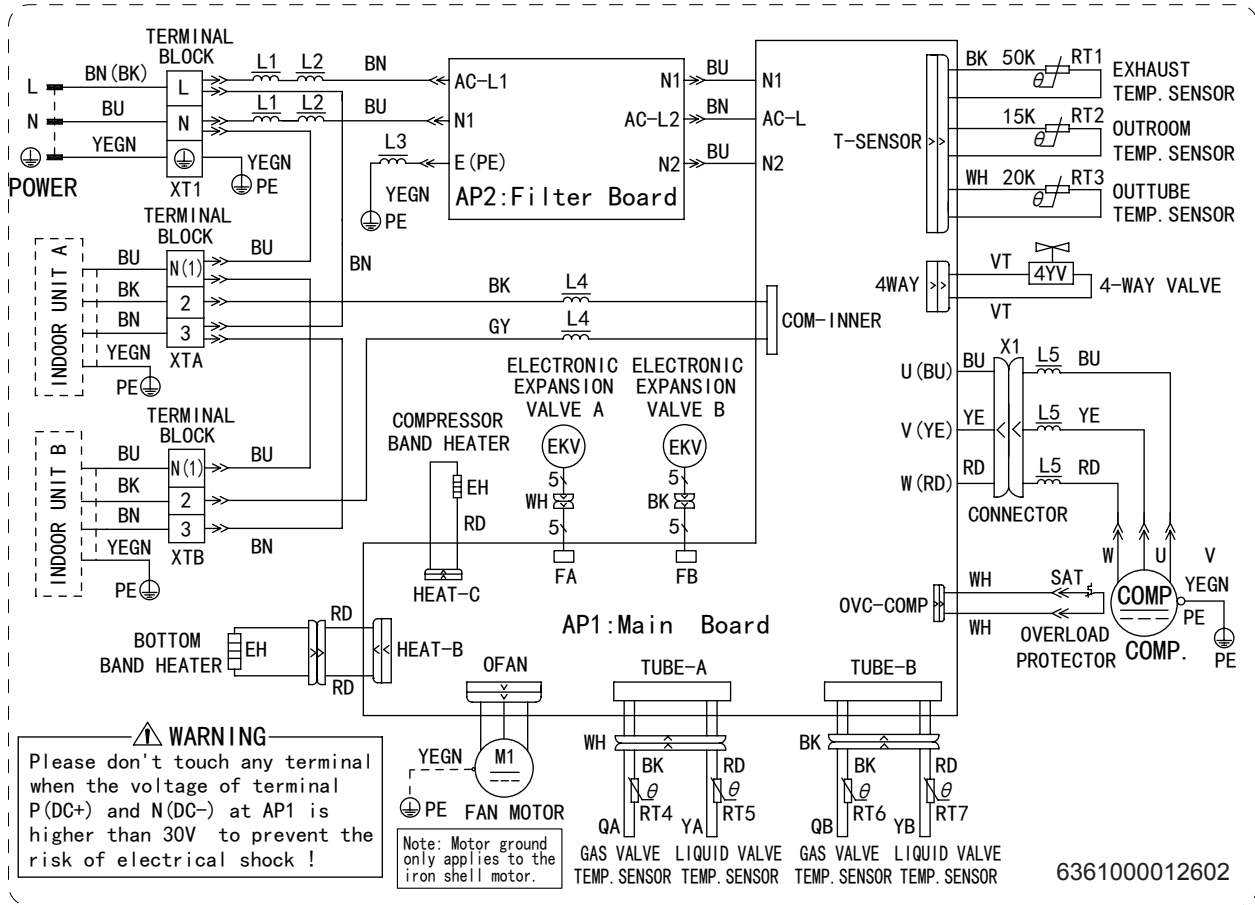 TERMINAL
BLOCK
L BN(BK) L
N BU N
YEGN
POWER
XT1
YEGN
PE
L1 L2 BN
L1 L2 BU
L3
YEGN
PE
AC-L1
N1
E(PE)
N1 BU N1
AC-L2 BN AC-L
N2 BU N2
AP2:Filter Board
T-SENSOR
BK 50K RT1
θ
EXHAUST
TEMP. SENSOR
15K RT2
θ
OUTROOM
TEMP. SENSOR
WH 20K RT3
θ
OUTTUBE
TEMP. SENSOR
4WAY
VT
4YV
4-WAY VALVE
VT
TERMINAL
BLOCK
INDOOR UNIT A
BU N(1) BU
BK 2
BN 3
YEGN
XTA
PE
BN
BK L4
GY L4
COM-INNER
TERMINAL
BLOCK
INDOOR UNIT B
BU N(1) BU
BK 2
BN 3
YEGN
XTB
BN
PE
COMPRESSOR
BAND HEATER
EH
RD
HEAT-C
ELECTRONIC
EXPANSION
VALVE A
EKV
5
WH
5
FA
ELECTRONIC
EXPANSION
VALVE B
EKV
5
BK
5
FB
X1
U(BU) BU L5 BU
V(YE) YE L5 YE
W(RD) RD L5 RD
CONNECTOR
W U V
YEGN
COMP
PE
COMP.
PE
OVC-COMP
WH SAT
WH
OVERLOAD
PROTECTOR
AP1:Main Board
BOTTOM
BAND HEATER
EH
RD
RD
HEAT-B
OFAN
M1
YEGN
PE
FAN MOTOR
Note: Motor ground
only applies to the
iron shell motor.
TUBE-A
WH
BK RD
θ θ
RT4 RT5
QA YA
GAS VALVE LIQUID VALVE
TEMP. SENSOR TEMP. SENSOR
TUBE-B
BK
BK RD
θ θ
RT6 RT7
QB YB
GAS VALVE LIQUID VALVE
TEMP. SENSOR TEMP. SENSOR
WARNING
Please don't touch any terminal
when the voltage of terminal
P(DC+) and N(DC-) at AP1 is
higher than 30V to prevent the
risk of electrical shock !
6361000012602